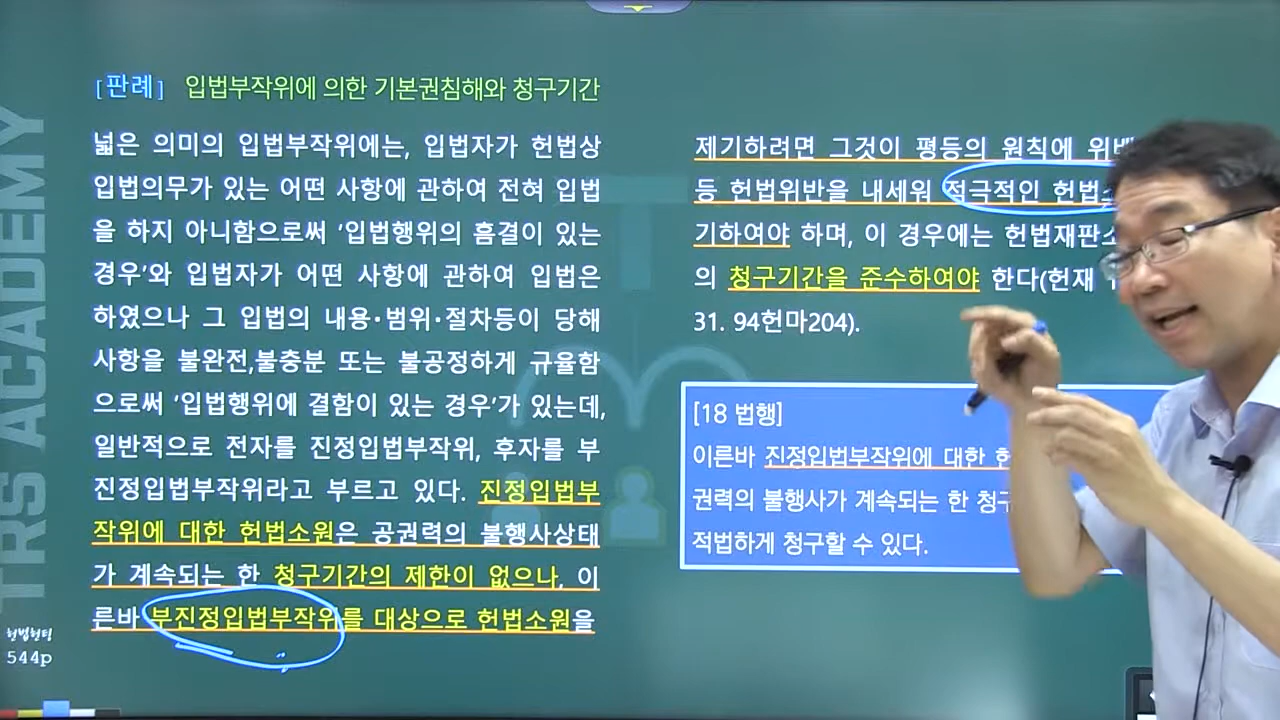 [판례] 입법부작위에 의한 기본권침해와 청구기간
넓은 의미의 입법부작위에는, 입법자가 헌법상
입법의무가 있는 어떤 사항에 관하여 전혀 입법
을 하지 아니함으로써 '입법행위의 흠결이 있는
경우'와 입법자가 어떤 사항에 관하여 입법은
하였으나 그 입법의 내용·범위·절차등이 당해
사항을 불완전,불충분 또는 불공정하게 규율함
으로써 '입법행위에 결함이 있는 경우'가 있는데,
일반적으로 전자를 진정입법부작위, 후자를 부
진정입법부작위라고 부르고 있다. 진정입법부
작위에 대한 헌법소원은 공권력의 불행사상태
가 계속되는 한 청구기간의 제한이 없으나, 이
른바 부진정입법부작위를 대상으로 헌법소원을
제기하려면 그것이 평등의 원칙에 위배
등 헌법위반을 내세워 적극적인 헌법
기하여야 하며, 이 경우에는 헌법재판
의 청구기간을 준수하여야 한다(헌재
31. 94헌마204).
[18 법행]
이른바 진정입법부작위에 대한
권력의 불행사가 계속되는 한 청구
적법하게 청구할 수 있다.
TRS ACADEMY
헌법헌팅
544p